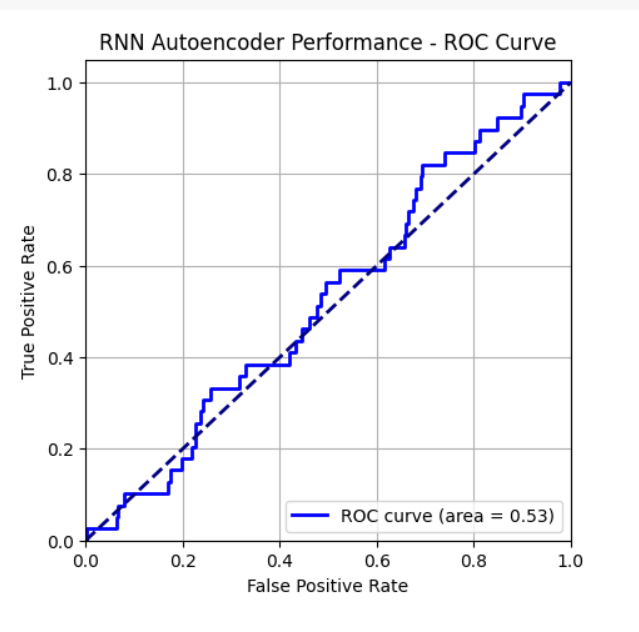 RNN Autoencoder Performance - ROC Curve
1.0
0.8
0.6
0.4
0.2
0.0
True Positive Rate
ROC curve (area = 0.53)
0.0 0.2 0.4 0.6 0.8 1.0
False Positive Rate